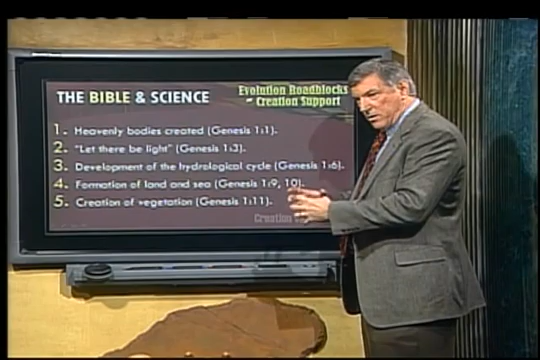 Evolution Roadblocks
= Creation Support
THE BIBLE & SCIENCE
1. Heavenly bodies created (Genesis 1:1).
2. "Let there be light" (Genesis 1:3).
3. Development of the hydrological cycle (Genesis 1:6).
4. Formation of land and sea (Genesis 1:9, 10).
5. Creation of vegetation (Genesis 1:11).
Creation